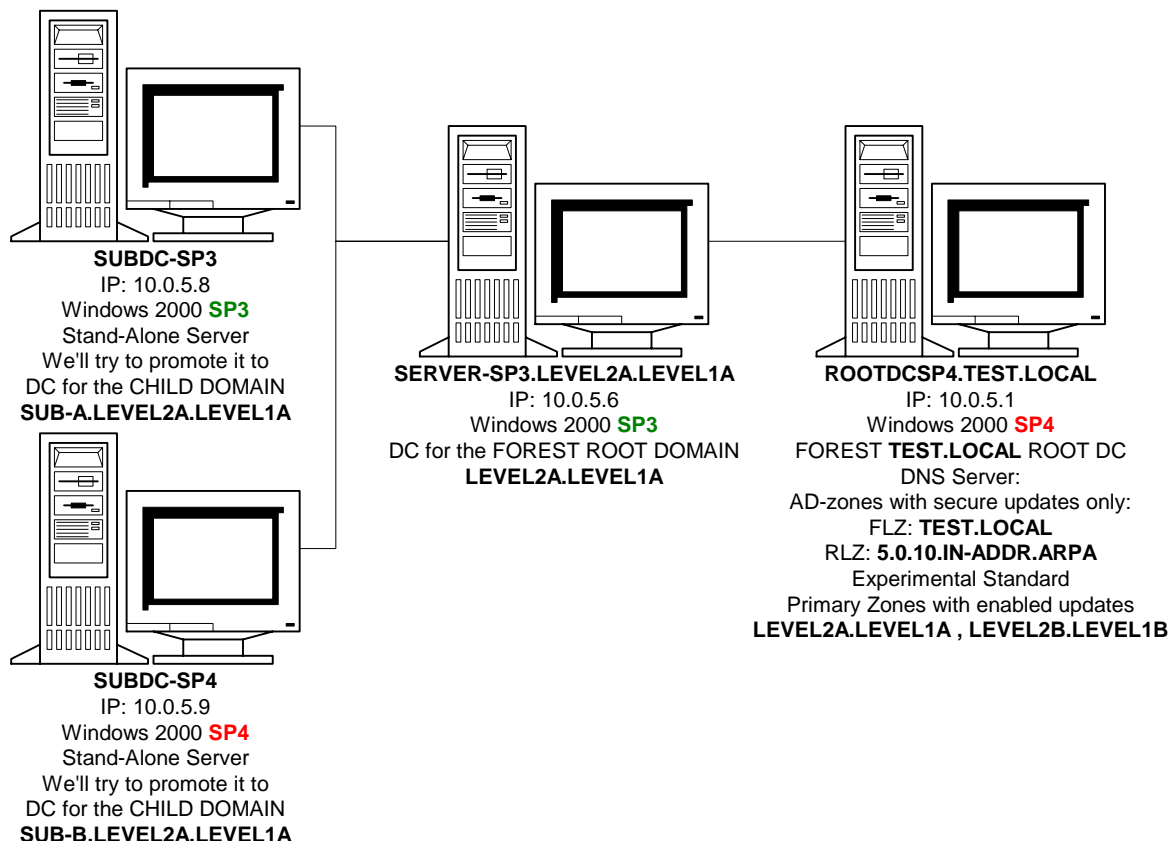 SUBDC-SP3
IP: 10.0.5.8
Windows 2000 SP3
Stand-Alone Server
We'll try to promote it to
DC for the CHILD DOMAIN
SUB-A.LEVEL2A.LEVEL1A
SERVER-SP3.LEVEL2A.LEVEL1A
IP: 10.0.5.6
Windows 2000 SP3
DC for the FOREST ROOT DOMAIN
LEVEL2A.LEVEL1A
ROOTDCSP4.TEST.LOCAL
IP: 10.0.5.1
Windows 2000 SP4
FOREST TEST.LOCAL ROOT DC
DNS Server:
AD-zones with secure updates only:
FLZ: TEST.LOCAL
RLZ: 5.0.10.IN-ADDR.ARPA
Experimental Standard
Primary Zones with enabled updates
LEVEL2A.LEVEL1A , LEVEL2B.LEVEL1B
SUBDC-SP4
IP: 10.0.5.9
Windows 2000 SP4
Stand-Alone Server
We'll try to promote it to
DC for the CHILD DOMAIN
SUB-B.LEVEL2A.LEVEL1A